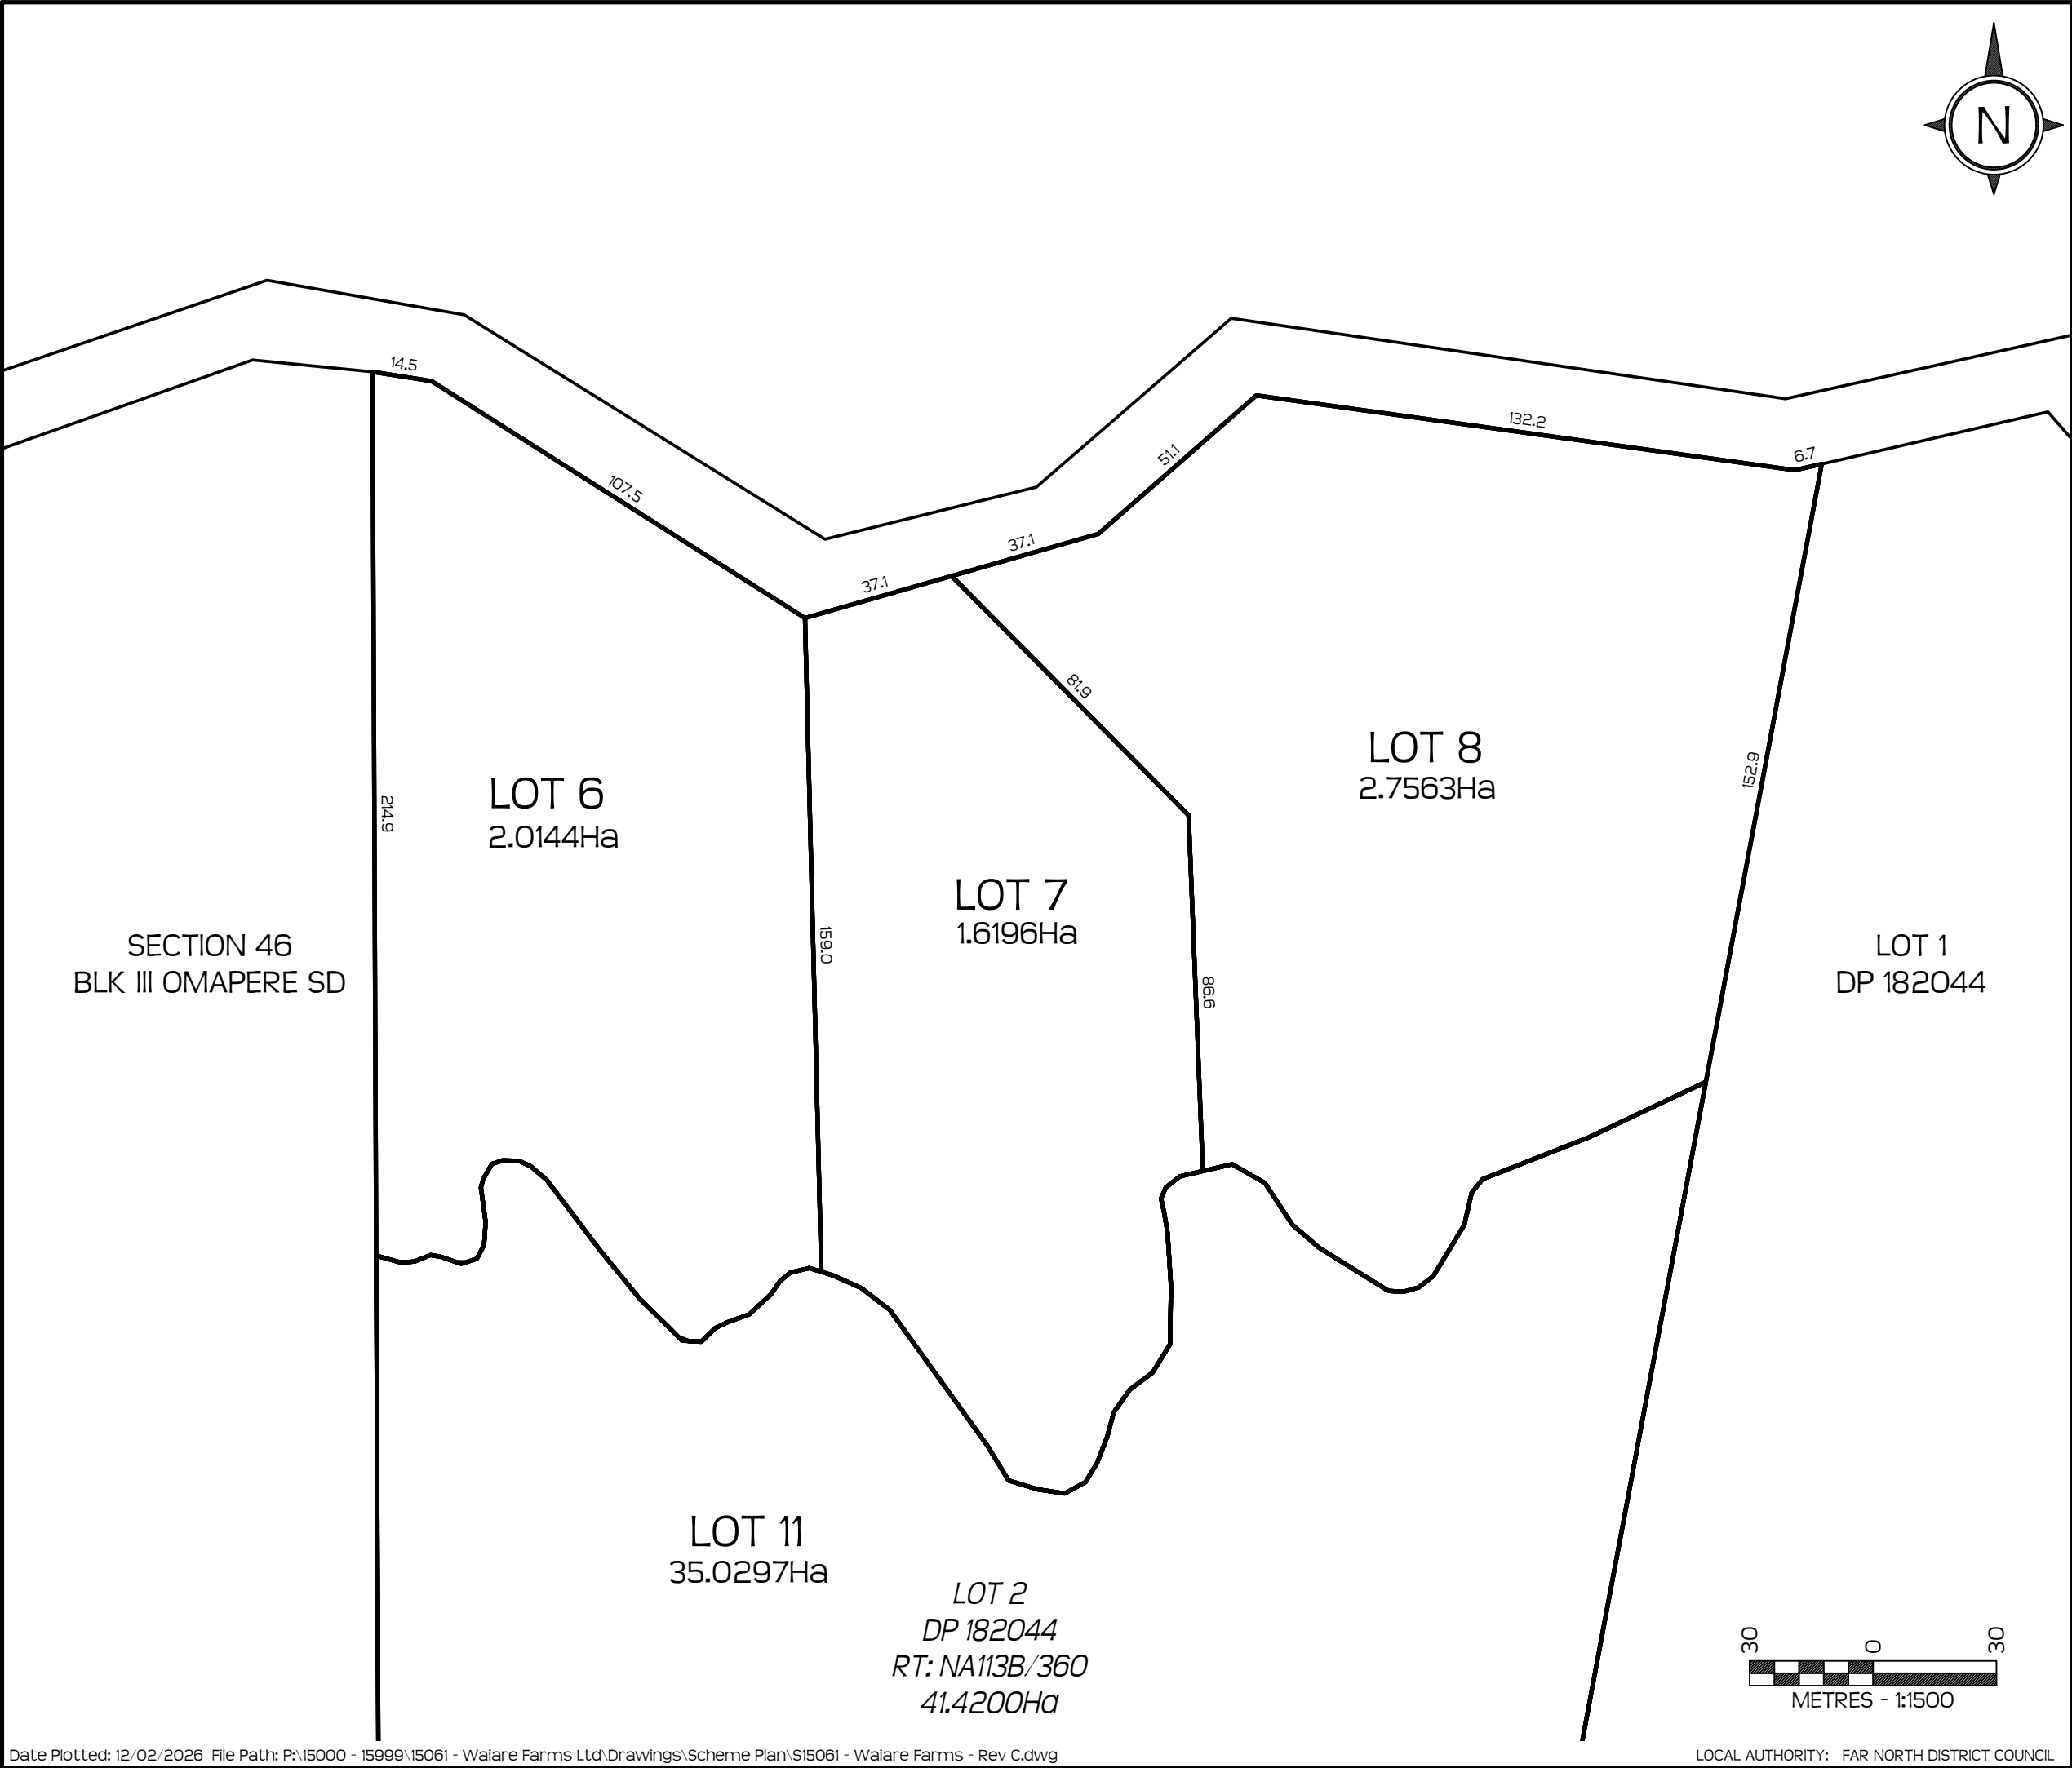 N
14.5
107.5
37.1
37.1
51.1
132.2
6.7
81.9
LOT 6
2.0144Ha
214.9
LOT 7
1.6196Ha
159.0
86.6
LOT 8
2.7563Ha
152.9
SECTION 46
BLK III OMAPERE SD
LOT 1
DP 182044
LOT 11
35.0297Ha
LOT 2
DP 182044
RT: NA113B/360
41.4200Ha
30 0 30
METRES - 1:1500
Date Plotted: 12/02/2026 File Path: P:\15000 - 15999\15061 - Waiare Farms Ltd\Drawings\Scheme Plan\S15061 - Waiare Farms - Rev C.dwg
LOCAL AUTHORITY: FAR NORTH DISTRICT COUNCIL